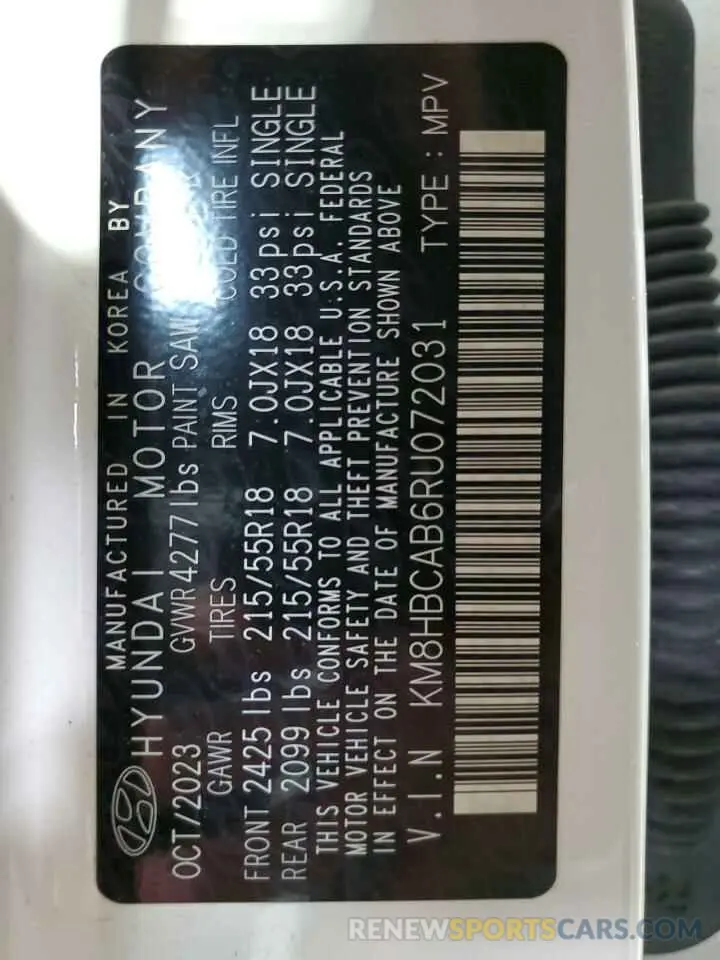 MANUFACTURED IN KOREA BY
HYUNDAI MOTOR COMPANY
OCT/2023 GVWR4277lbs PAINT SAW
GAWR TIRES RIMS COLD TIRE INFL
FRONT 2425 lbs 215/55R18 7.0JX18 33psi SINGLE
REAR 2099 lbs 215/55R18 7.0JX18 33psi SINGLE
THIS VEHICLE CONFORMS TO ALL APPLICABLE U.S.A. FEDERAL
MOTOR VEHICLE SAFETY AND THEFT PREVENTION STANDARDS
IN EFFECT ON THE DATE OF MANUFACTURE SHOWN ABOVE
V.I.N KM8HBCAB6RU072031 TYPE : MPV
RENEWSPORTSCARS.COM